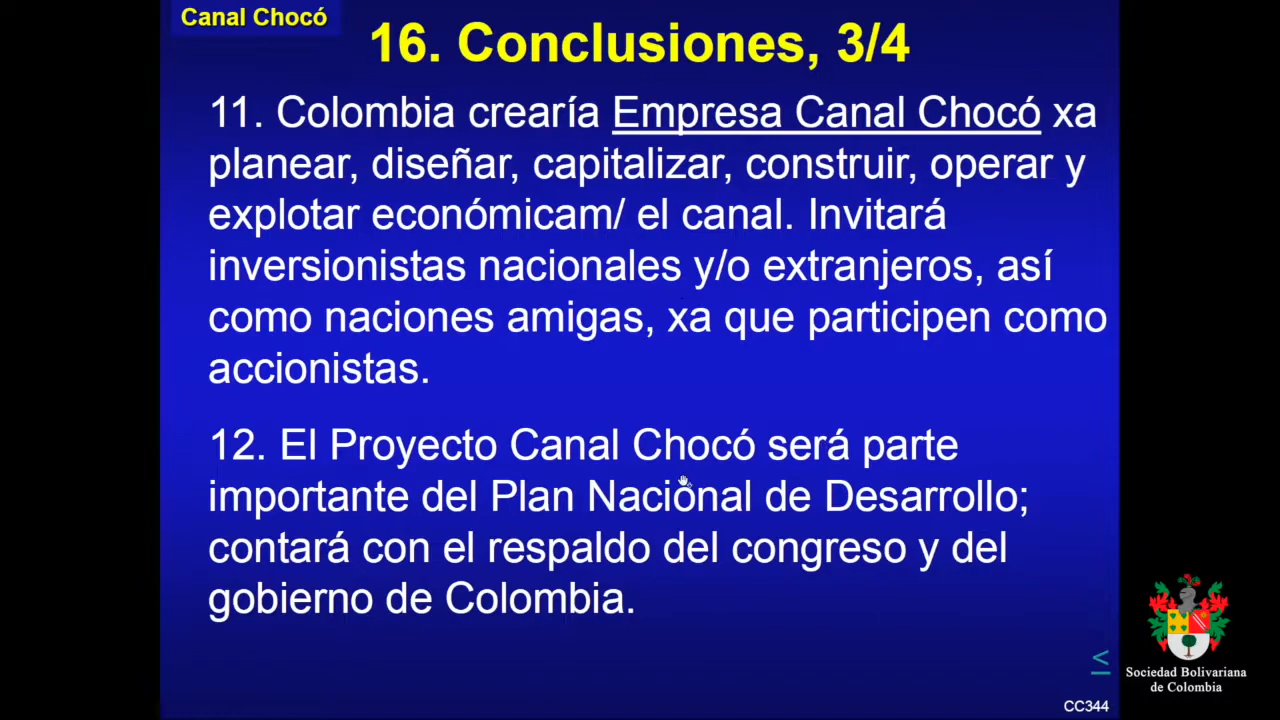 Canal Chocó
16. Conclusiones, 3/4
11. Colombia crearía Empresa Canal Chocó xa
planear, diseñar, capitalizar, construir, operar y
explotar económicam/ el canal. Invitará
inversionistas nacionales y/o extranjeros, así
como naciones amigas, xa que participen como
accionistas.
12. El Proyecto Canal Chocó será parte
importante del Plan Nacional de Desarrollo;
contará con el respaldo del congreso y del
gobierno de Colombia.
<
Sociedad Bolivariana
de Colombia
CC344